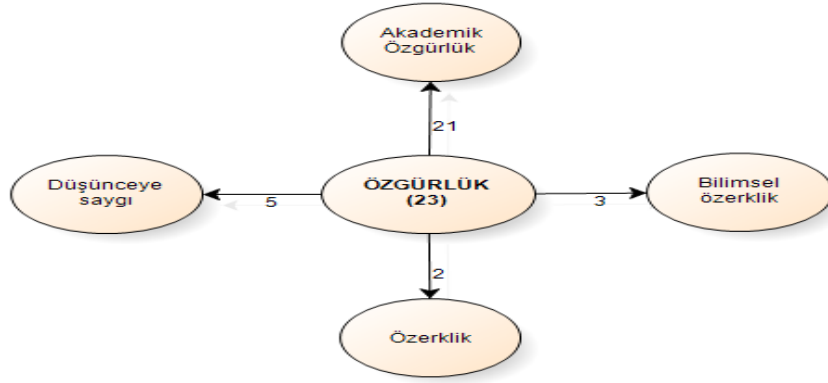 Akademik
Özgürlük
21
Düşünceye
saygı
5
ÖZGÜRLÜK
(23)
3
Bilimsel
özerklik
2
Özerklik